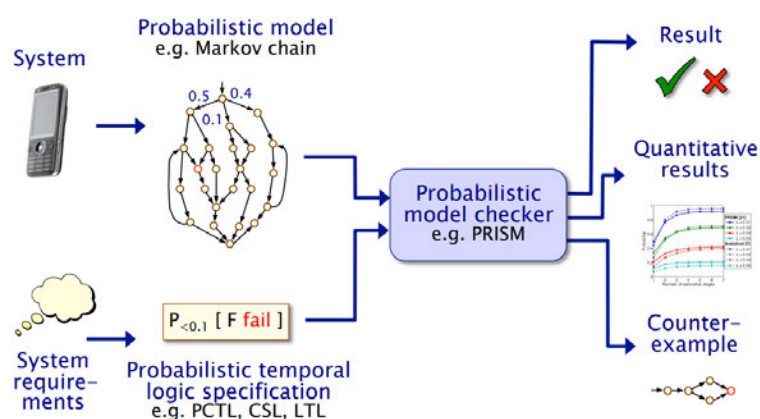 System
Probabilistic model
e.g. Markov chain
0.5
0.4
0.1
System
require-
ments
P<0.1 [ F fail ]
Probabilistic temporal
logic specification
e.g. PCTL, CSL, LTL
Probabilistic
model checker
e.g. PRISM
Result
Quantitative
results
Counter-
example